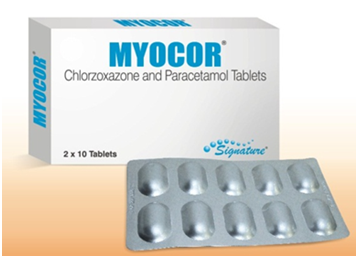 MYOCOR®
Chlorzoxazone and Paracetamol Tablets
2 x 10 Tablets
Signature®
MYOCOR®